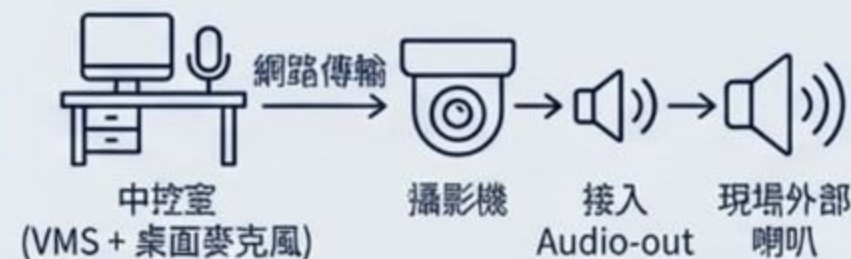 網路傳輸
中控室
(VMS + 桌面麥克風)
攝影機
接入
Audio-out
現場外部
喇叭